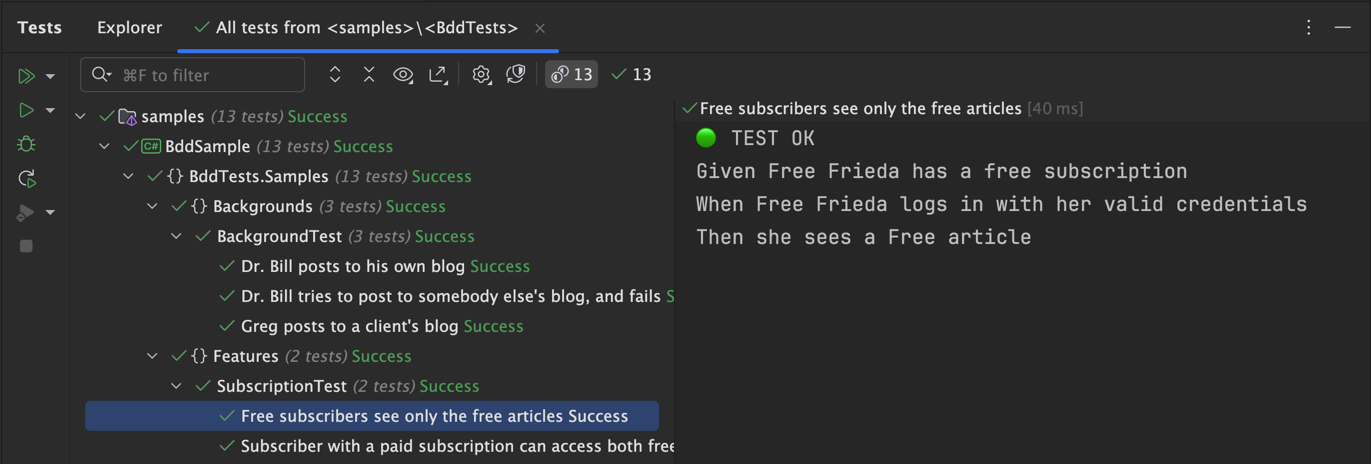 Tests Explorer All tests from <samples>\<BddTests>
⌘F to filter 13 13
samples (13 tests) Success
C# BddSample (13 tests) Success
{} BddTests.Samples (13 tests) Success
{} Backgrounds (3 tests) Success
BackgroundTest (3 tests) Success
Dr. Bill posts to his own blog Success
Dr. Bill tries to post to somebody else's blog, and fails S
Greg posts to a client's blog Success
{} Features (2 tests) Success
SubscriptionTest (2 tests) Success
Free subscribers see only the free articles Success
Subscriber with a paid subscription can access both free
Free subscribers see only the free articles [40 ms]
TEST OK
Given Free Frieda has a free subscription
When Free Frieda logs in with her valid credentials
Then she sees a Free article